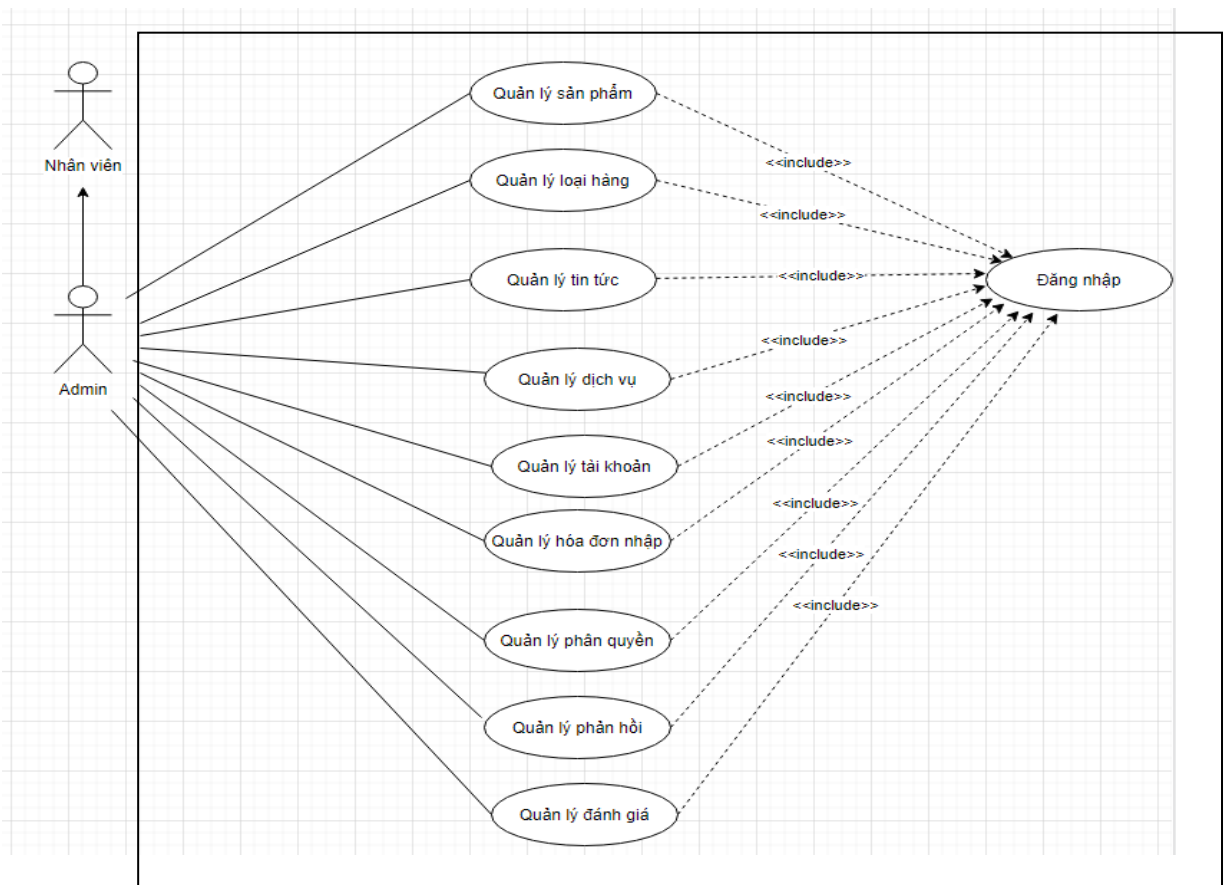 Nhân viên
Admin
Quản lý sản phẩm
Quản lý loại hàng
Quản lý tin tức
Quản lý dịch vụ
Quản lý tài khoản
Quản lý hóa đơn nhập
Quản lý phân quyền
Quản lý phản hồi
Quản lý đánh giá
<<include>>
<<include>>
<<include>>
<<include>>
<<include>>
<<include>>
<<include>>
<<include>>
<<include>>
Đăng nhập